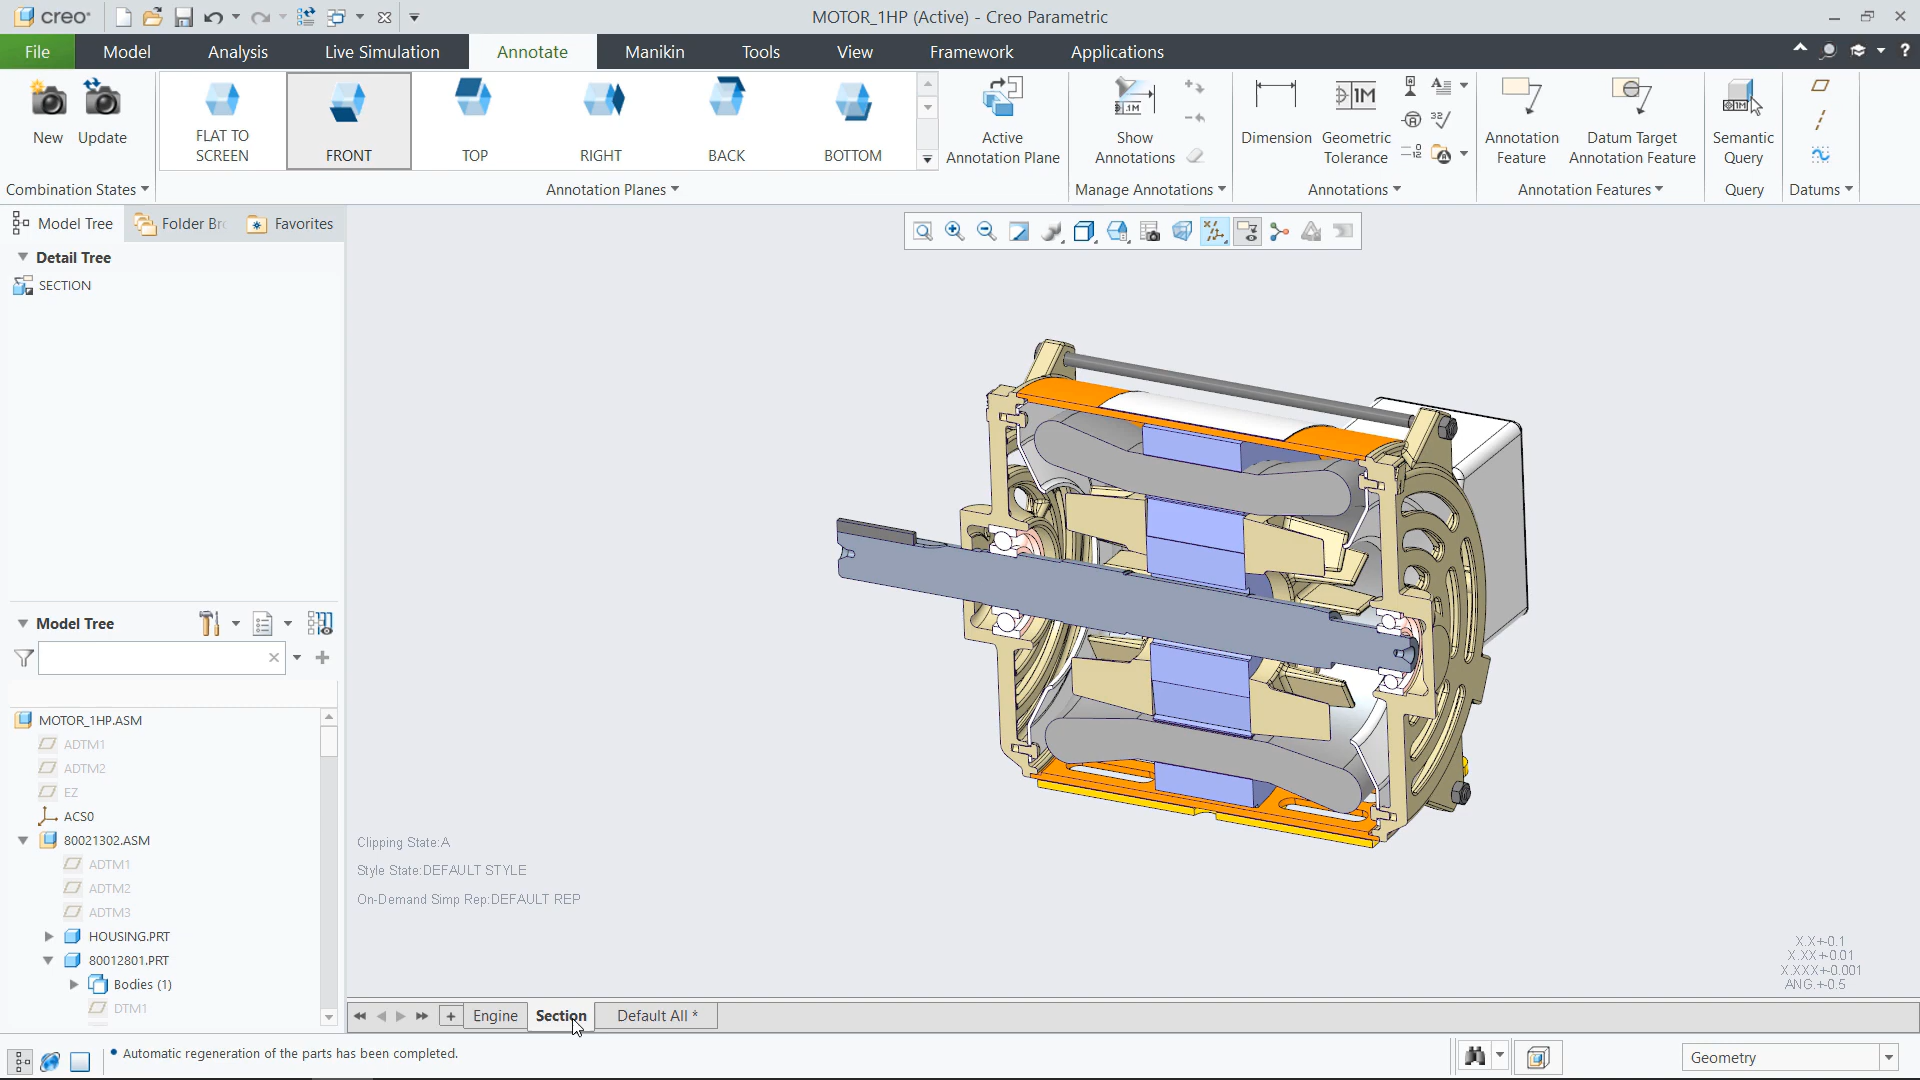 creo
MOTOR_1HP (Active) - Creo Parametric
File Model Analysis Live Simulation Annotate Manikin Tools View Framework Applications
New Update
FLAT TO SCREEN
FRONT
TOP
RIGHT
BACK
BOTTOM
Active Annotation Plane
Show Annotations
Dimension
Geometric Tolerance
Annotation Feature
Datum Target Annotation Feature
Semantic Query
Combination States
Annotation Planes
Manage Annotations
Annotations
Annotation Features
Query
Datums
Model Tree
Folder Br
Favorites
Detail Tree
SECTION
Model Tree
MOTOR_1HP.ASM
ADTM1
ADTM2
EZ
ACS0
80021302.ASM
ADTM1
ADTM2
ADTM3
HOUSING.PRT
80012801.PRT
Bodies (1)
DTM1
Clipping State:A
Style State:DEFAULT STYLE
On-Demand Simp Rep:DEFAULT REP
X.X+-0.1
X.XX+-0.01
X.XXX+-0.001
ANG.+-0.5
Engine
Section
Default All *
• Automatic regeneration of the parts has been completed.
Geometry